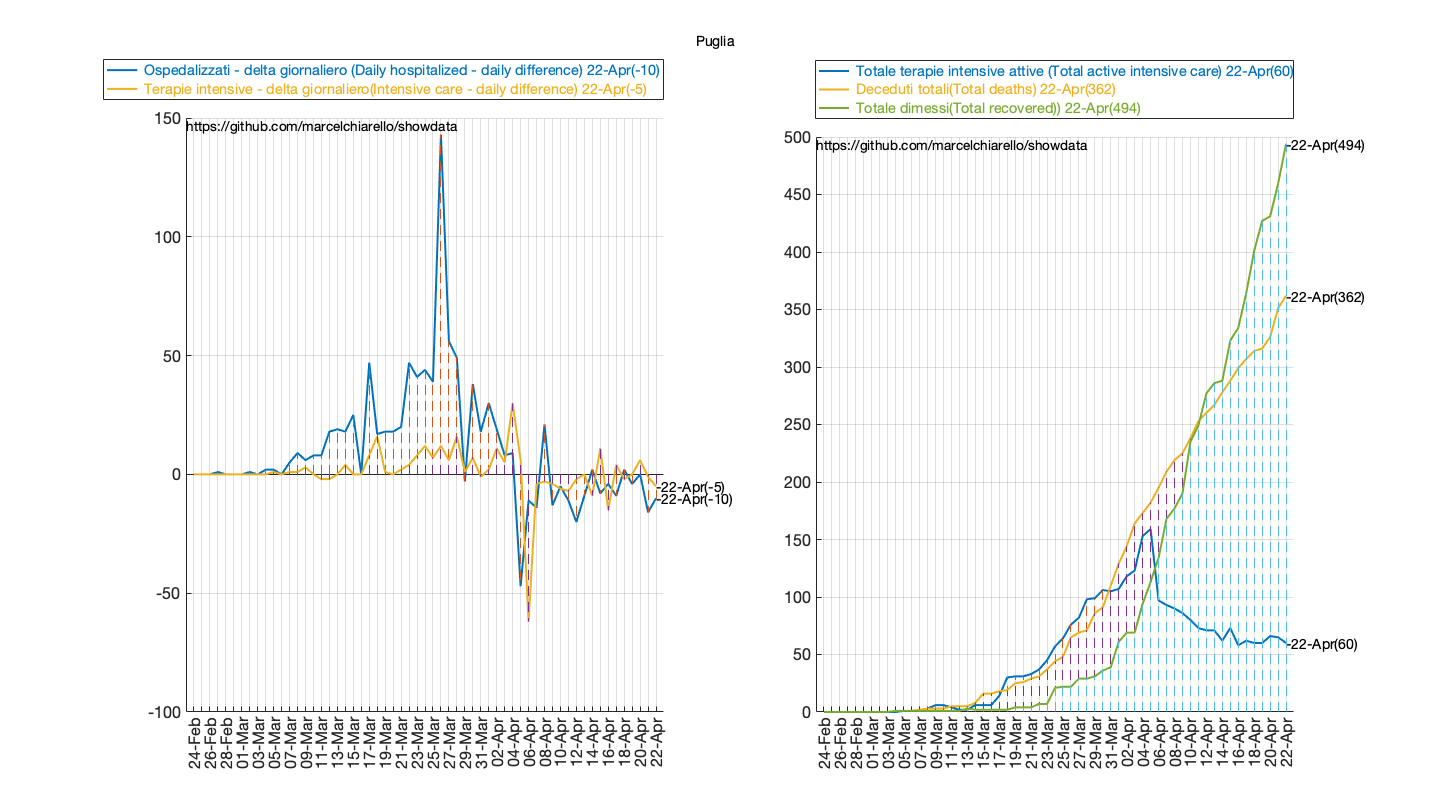 Puglia
Ospedalizzati - delta giornaliero (Daily hospitalized - daily difference) 22-Apr(-10)
Terapie intensive - delta giornaliero(Intensive care - daily difference) 22-Apr(-5)
150
https://github.com/marcelchiarello/showdata
100
50
0
-50
-100
-22-Apr(-5)
-22-Apr(-10)
24-Feb
26-Feb
28-Feb
01-Mar
03-Mar
05-Mar
07-Mar
09-Mar
11-Mar
13-Mar
15-Mar
17-Mar
19-Mar
21-Mar
23-Mar
25-Mar
27-Mar
29-Mar
31-Mar
02-Apr
04-Apr
06-Apr
08-Apr
10-Apr
12-Apr
14-Apr
16-Apr
18-Apr
20-Apr
22-Apr
Totale terapie intensive attive (Total active intensive care) 22-Apr(60)
Deceduti totali(Total deaths) 22-Apr(362)
Totale dimessi(Total recovered)) 22-Apr(494)
500
https://github.com/marcelchiarello/showdata
450
400
350
300
250
200
150
100
50
0
-22-Apr(494)
-22-Apr(362)
-22-Apr(60)
24-Feb
26-Feb
28-Feb
01-Mar
03-Mar
05-Mar
07-Mar
09-Mar
11-Mar
13-Mar
15-Mar
17-Mar
19-Mar
21-Mar
23-Mar
25-Mar
27-Mar
29-Mar
31-Mar
02-Apr
04-Apr
06-Apr
08-Apr
10-Apr
12-Apr
14-Apr
16-Apr
18-Apr
20-Apr
22-Apr